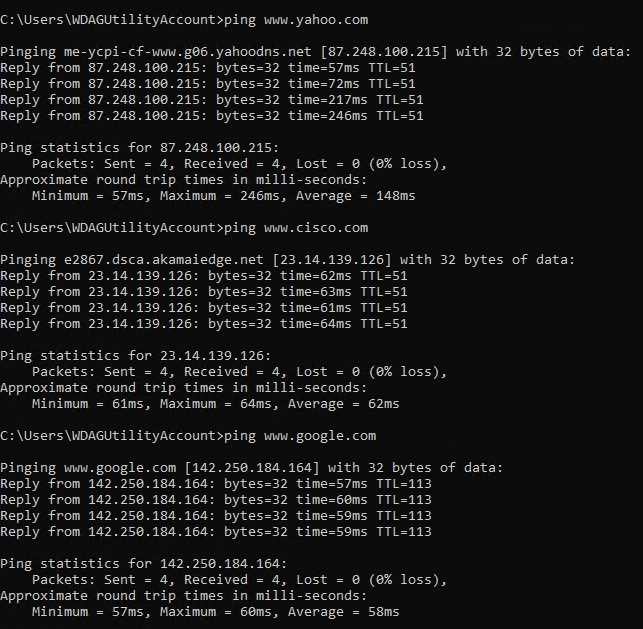 C:\Users\WDAGUtilityAccount>ping www.yahoo.com
Pinging me-ycpi-cf-www.g06.yahoodns.net [87.248.100.215] with 32 bytes of data:
Reply from 87.248.100.215: bytes=32 time=57ms TTL=51
Reply from 87.248.100.215: bytes=32 time=72ms TTL=51
Reply from 87.248.100.215: bytes=32 time=217ms TTL=51
Reply from 87.248.100.215: bytes=32 time=246ms TTL=51
Ping statistics for 87.248.100.215:
    Packets: Sent = 4, Received = 4, Lost = 0 (0% loss),
Approximate round trip times in milli-seconds:
    Minimum = 57ms, Maximum = 246ms, Average = 148ms
C:\Users\WDAGUtilityAccount>ping www.cisco.com
Pinging e2867.dsca.akamaiedge.net [23.14.139.126] with 32 bytes of data:
Reply from 23.14.139.126: bytes=32 time=62ms TTL=51
Reply from 23.14.139.126: bytes=32 time=63ms TTL=51
Reply from 23.14.139.126: bytes=32 time=61ms TTL=51
Reply from 23.14.139.126: bytes=32 time=64ms TTL=51
Ping statistics for 23.14.139.126:
    Packets: Sent = 4, Received = 4, Lost = 0 (0% loss),
Approximate round trip times in milli-seconds:
    Minimum = 61ms, Maximum = 64ms, Average = 62ms
C:\Users\WDAGUtilityAccount>ping www.google.com
Pinging www.google.com [142.250.184.164] with 32 bytes of data:
Reply from 142.250.184.164: bytes=32 time=57ms TTL=113
Reply from 142.250.184.164: bytes=32 time=60ms TTL=113
Reply from 142.250.184.164: bytes=32 time=59ms TTL=113
Reply from 142.250.184.164: bytes=32 time=59ms TTL=113
Ping statistics for 142.250.184.164:
    Packets: Sent = 4, Received = 4, Lost = 0 (0% loss),
Approximate round trip times in milli-seconds:
    Minimum = 57ms, Maximum = 60ms, Average = 58ms